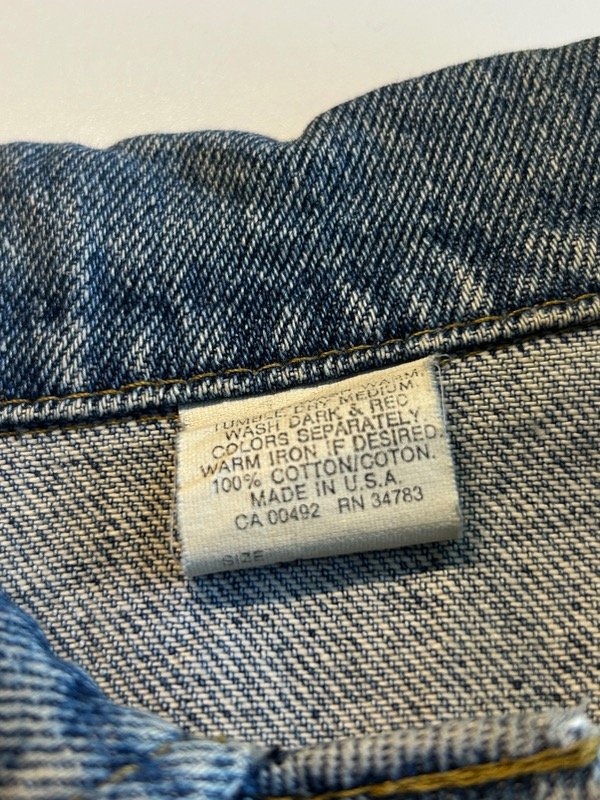 TUMBLE DRY MEDIUM
WASH DARK & RED
COLORS SEPARATELY.
WARM IRON IF DESIRED.
100% COTTON/COTON.
MADE IN U.S.A.
CA 00492 RN 34783
SIZE